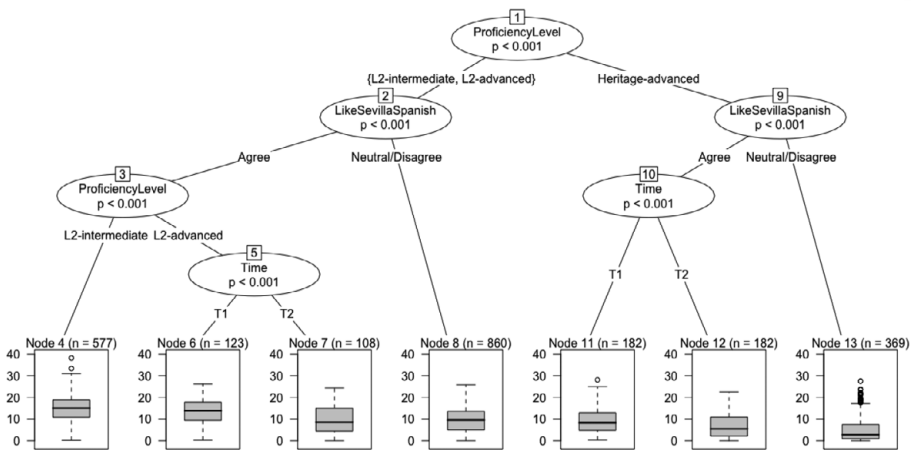 1
ProficiencyLevel
p < 0.001
{L2-intermediate, L2-advanced}
Heritage-advanced
2
LikeSevillaSpanish
p < 0.001
9
LikeSevillaSpanish
p < 0.001
Agree
Neutral/Disagree
Agree
Neutral/Disagree
3
ProficiencyLevel
p < 0.001
10
Time
p < 0.001
L2-intermediate
L2-advanced
5
Time
p < 0.001
T1
T2
T1
T2
Node 4 (n = 577)
40
30
20
10
0
Node 6 (n = 123)
40
30
20
10
0
Node 7 (n = 108)
40
30
20
10
0
Node 8 (n = 860)
40
30
20
10
0
Node 11 (n = 182)
40
30
20
10
0
Node 12 (n = 182)
40
30
20
10
0
Node 13 (n = 369)
40
30
20
10
0